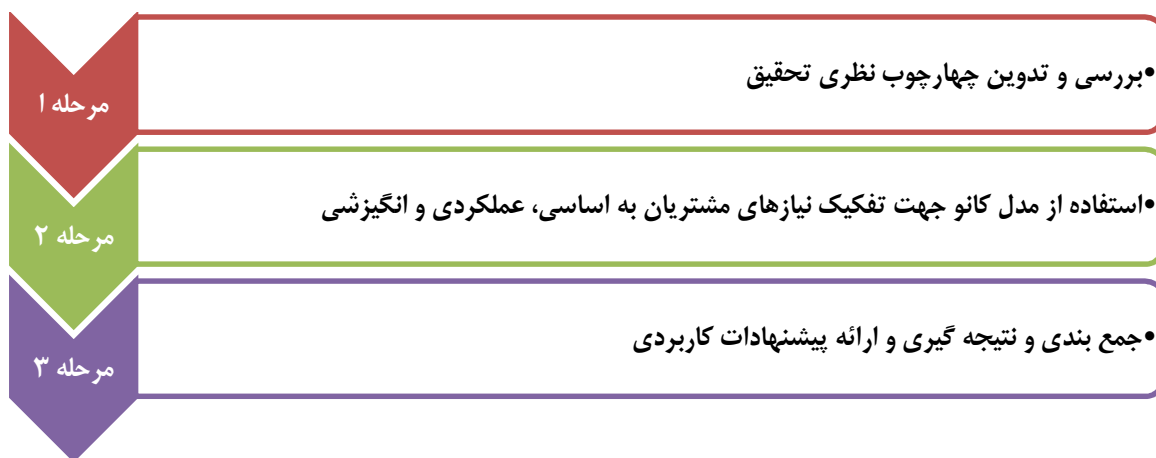 مرحله ۱
•بررسی و تدوین چهارچوب نظری تحقیق
مرحله ۲
•استفاده از مدل کانو جهت تفکیک نیازهای مشتریان به اساسی، عملکردی و انگیزشی
مرحله ۳
•جمع بندی و نتیجه گیری و ارائه پیشنهادات کاربردی